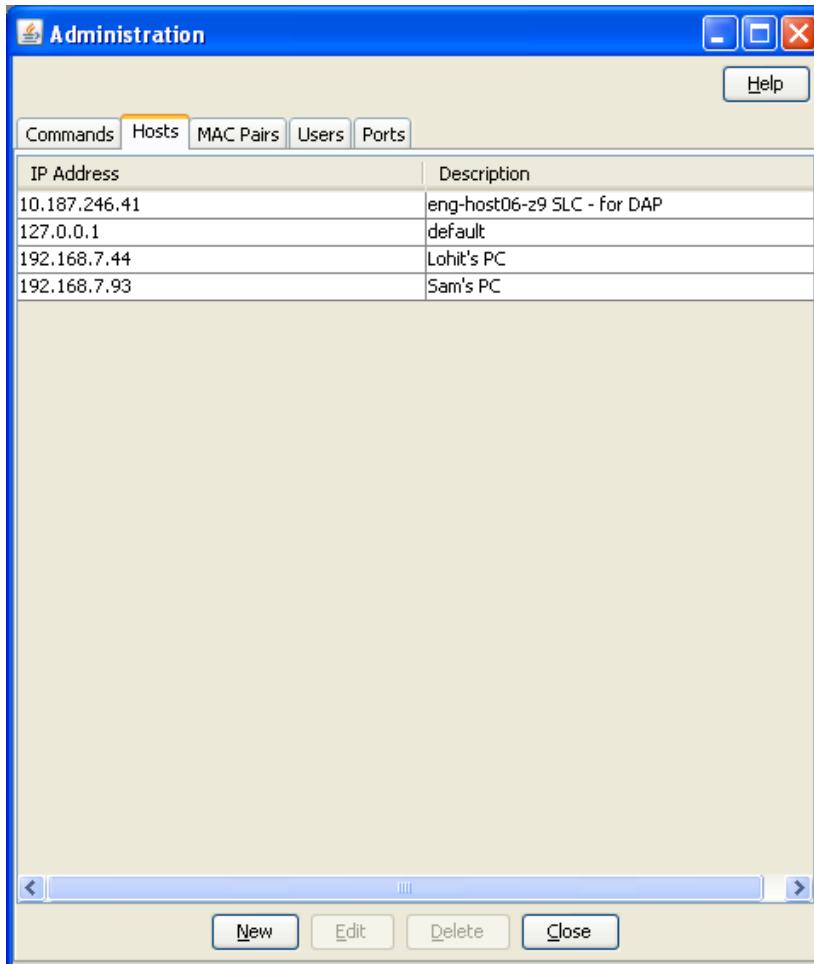 Administration
Help
Commands Hosts MAC Pairs Users Ports
IP Address Description
10.187.246.41 eng-host06-z9 SLC - for DAP
127.0.0.1 default
192.168.7.44 Lohit's PC
192.168.7.93 Sam's PC
New Edit Delete Close